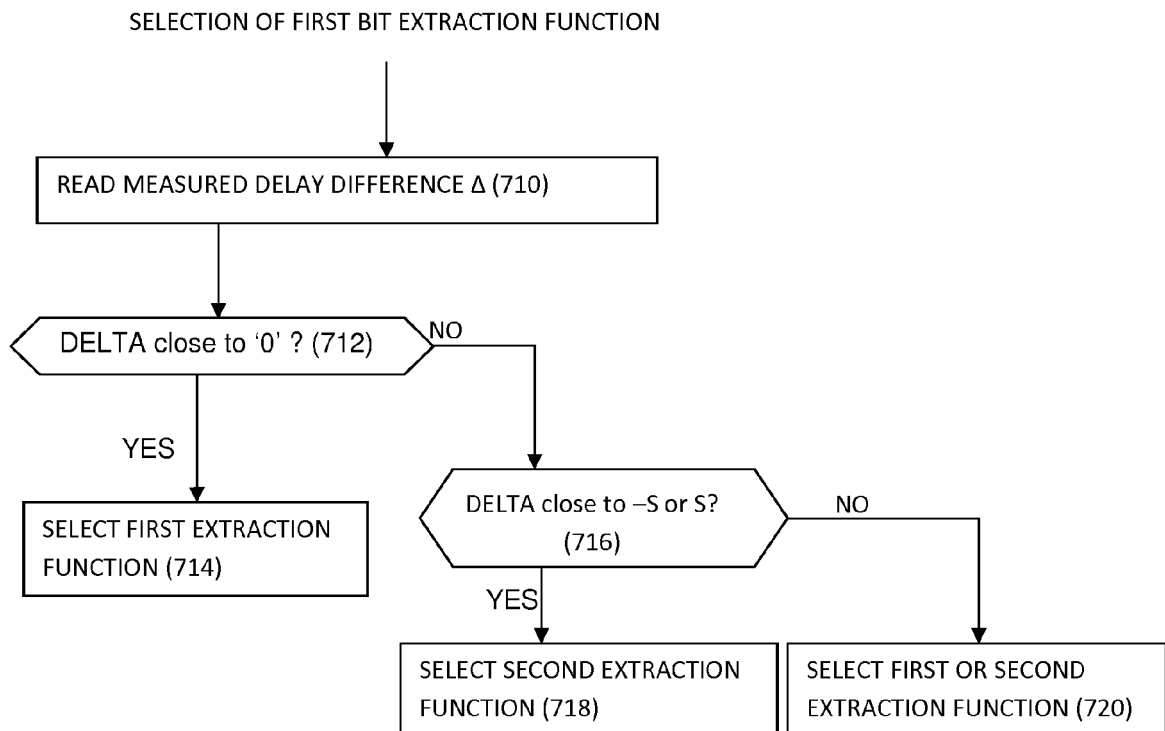 SELECTION OF FIRST BIT EXTRACTION FUNCTION
READ MEASURED DELAY DIFFERENCE Δ (710)
DELTA close to ‘0’ ? (712)
NO
YES
SELECT FIRST EXTRACTION
FUNCTION (714)
DELTA close to –S or S?
(716)
NO
YES
SELECT SECOND EXTRACTION
FUNCTION (718)
SELECT FIRST OR SECOND
EXTRACTION FUNCTION (720)